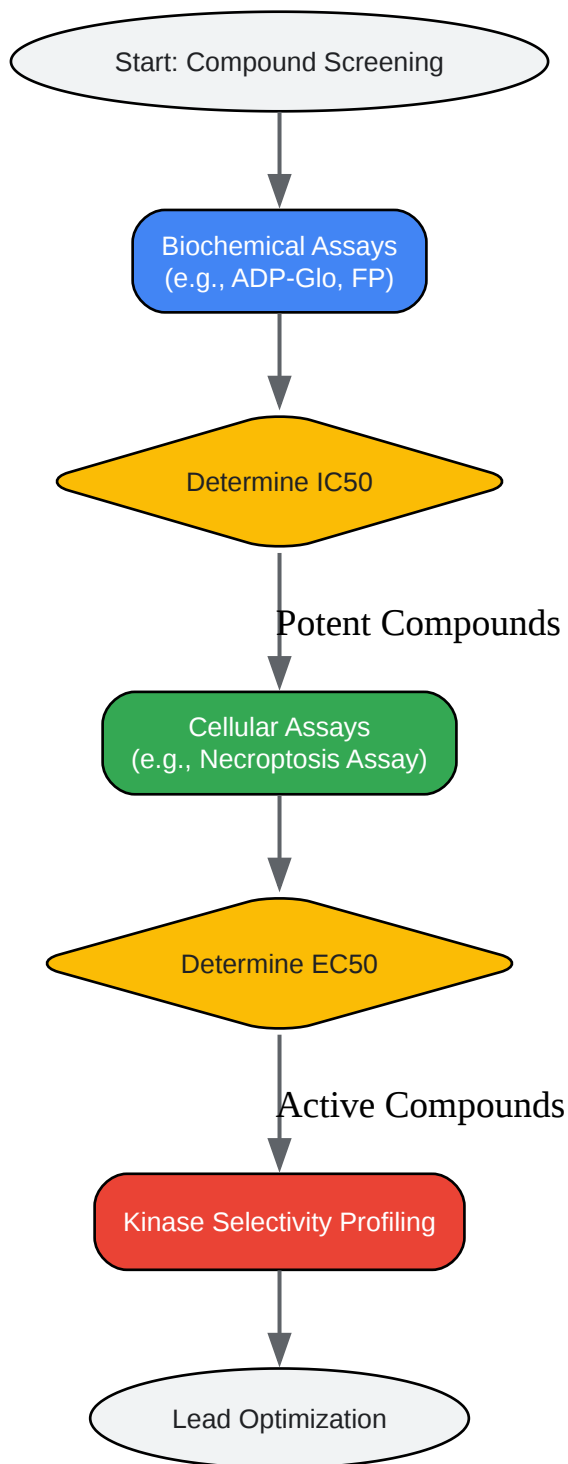 Start: Compound Screening
Biochemical Assays
(e.g., ADP-Glo, FP)
Determine IC50
Potent Compounds
Cellular Assays
(e.g., Necroptosis Assay)
Determine EC50
Active Compounds
Kinase Selectivity Profiling
Lead Optimization